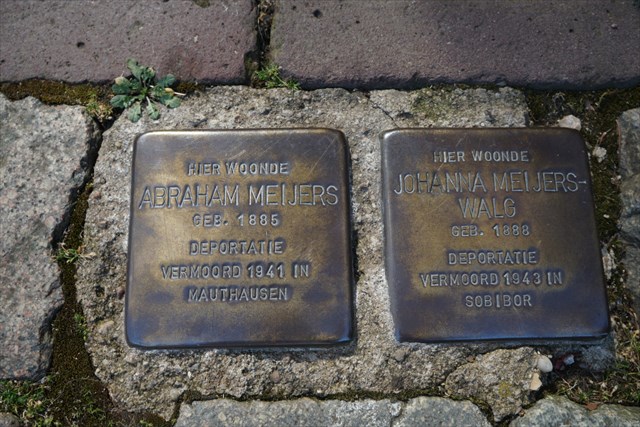 HIER WOONDE
ABRAHAM MEIJERS
GEB. 1885
DEPORTATIE
VERMOORD 1941 IN
MAUTHAUSEN
HIER WOONDE
JOHANNA MEIJERS-
WALG
GEB. 1888
DEPORTATIE
VERMOORD 1943 IN
SOBIBOR